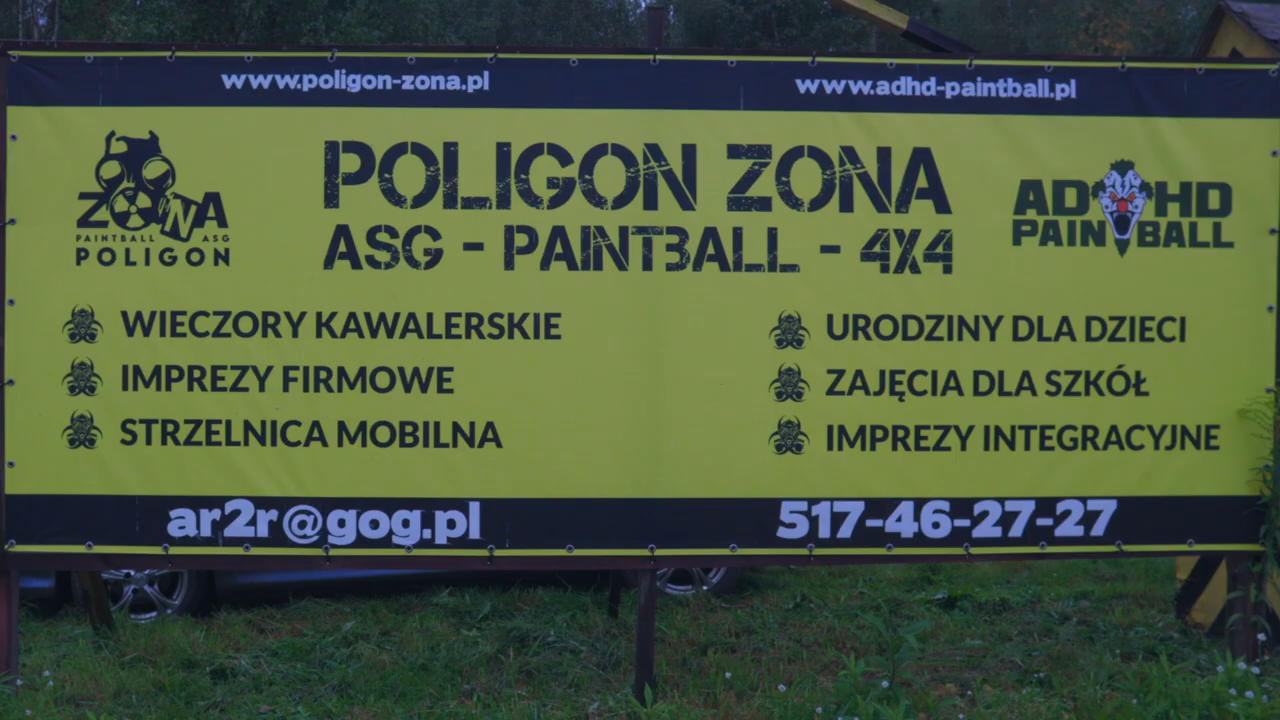 www.poligon-zona.pl
www.adhd-paintball.pl
ZONA
PAINTBALL ASG
POLIGON
POLIGON ZONA
ASG - PAINTBALL - 4X4
ADHD
PAINTBALL
WIECZORY KAWALERSKIE
IMPREZY FIRMOWE
STRZELNICA MOBILNA
URODZINY DLA DZIECI
ZAJĘCIA DLA SZKÓŁ
IMPREZY INTEGRACYJNE
ar2r@gog.pl
517-46-27-27